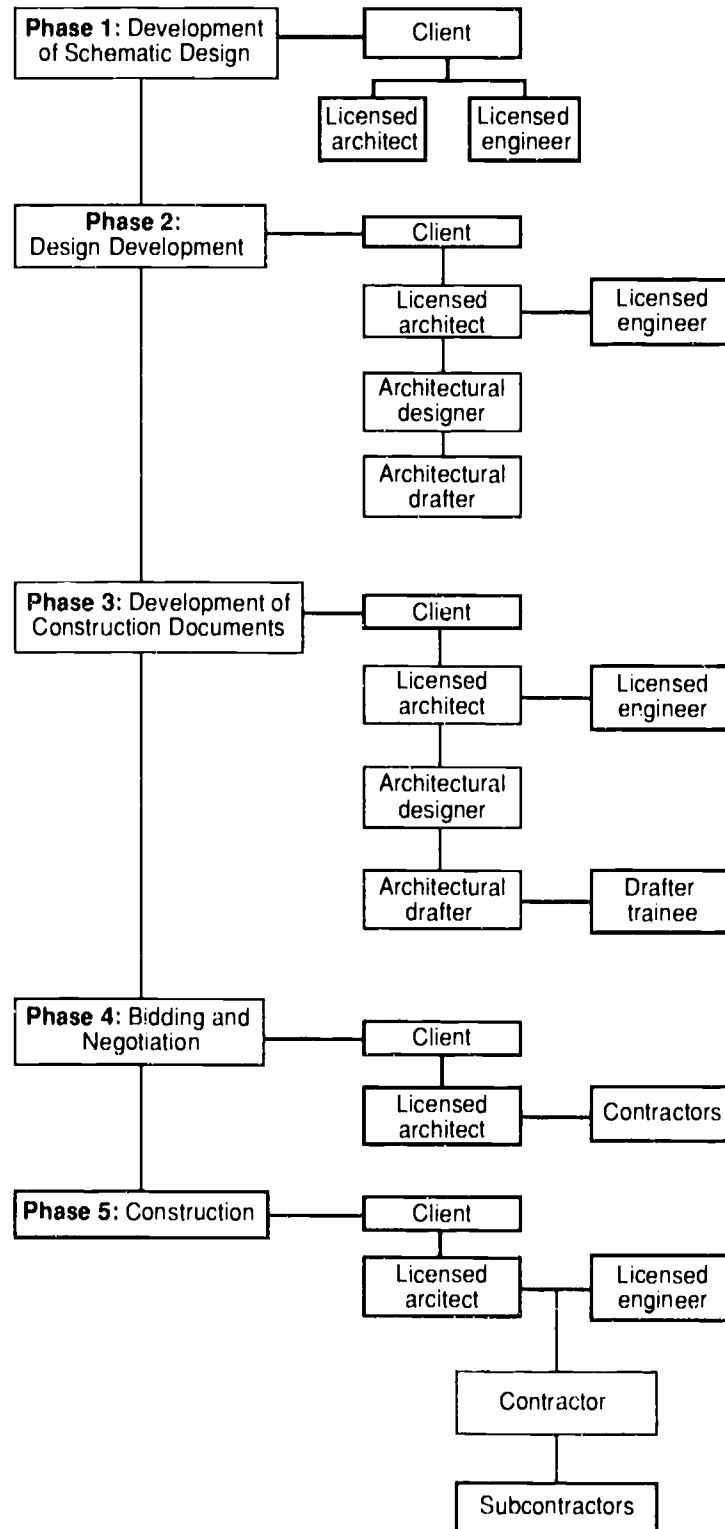 Phase 1: Development
of Schematic Design
Client
Licensed
architect
Licensed
engineer
Phase 2:
Design Development
Client
Licensed
architect
Licensed
engineer
Architectural
designer
Architectural
drafter
Phase 3: Development of
Construction Documents
Client
Licensed
architect
Licensed
engineer
Architectural
designer
Architectural
drafter
Drafter
trainee
Phase 4: Bidding and
Negotiation
Client
Licensed
architect
Contractors
Phase 5: Construction
Client
Licensed
arcitect
Licensed
engineer
Contractor
Subcontractors